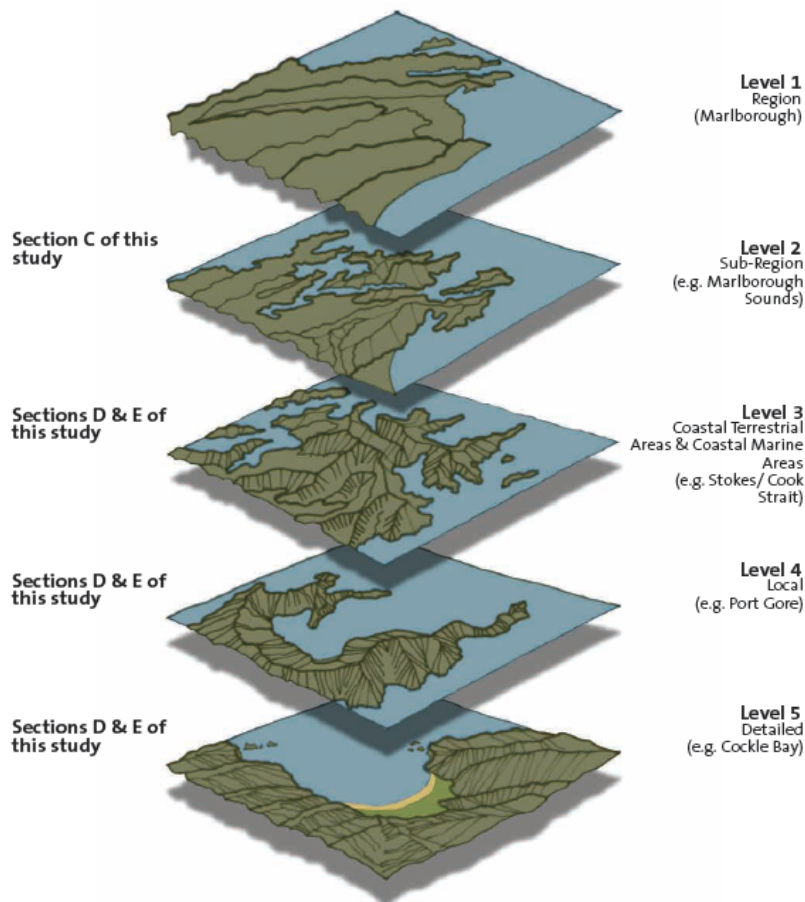 Level 1
Region
(Marlborough)
Section C of this
study
Level 2
Sub-Region
(e.g. Marlborough
Sounds)
Sections D & E of
this study
Level 3
Coastal Terrestrial
Areas & Coastal Marine
Areas
(e.g. Stokes/ Cook
Strait)
Sections D & E of
this study
Level 4
Local
(e.g. Port Gore)
Sections D & E of
this study
Level 5
Detailed
(e.g. Cockle Bay)